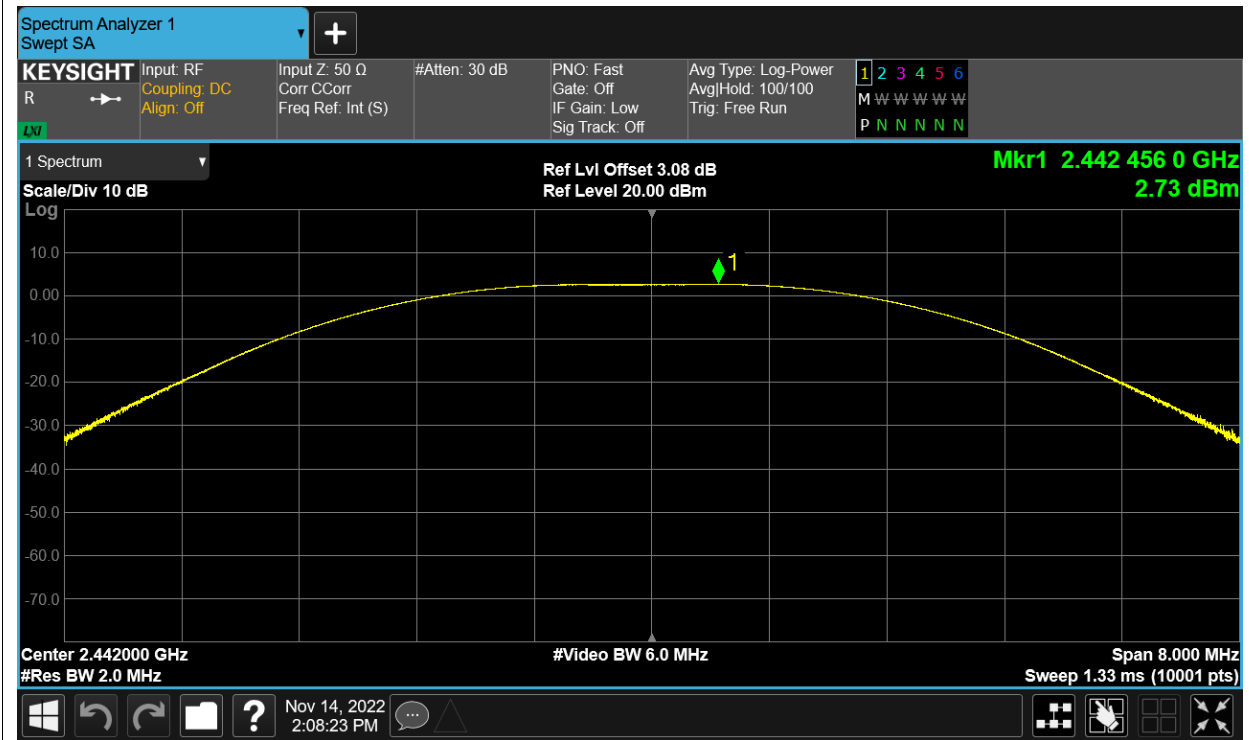 Spectrum Analyzer 1
Swept SA
KEYSIGHT
R
LXI
Input: RF
Coupling: DC
Align: Off
Input Z: 50 Ω
Corr CCorr
Freq Ref: Int (S)
#Atten: 30 dB
PNO: Fast
Gate: Off
IF Gain: Low
Sig Track: Off
Avg Type: Log-Power
Avg|Hold: 100/100
Trig: Free Run
1 2 3 4 5 6
M W W W W W
P N N N N N
1 Spectrum
Scale/Div 10 dB
Ref Lvl Offset 3.08 dB
Ref Level 20.00 dBm
Mkr1 2.442 456 0 GHz
2.73 dBm
Log
10.0
0.00
-10.0
-20.0
-30.0
-40.0
-50.0
-60.0
-70.0
1
Center 2.442000 GHz
#Res BW 2.0 MHz
#Video BW 6.0 MHz
Span 8.000 MHz
Sweep 1.33 ms (10001 pts)
?
Nov 14, 2022
2:08:23 PM